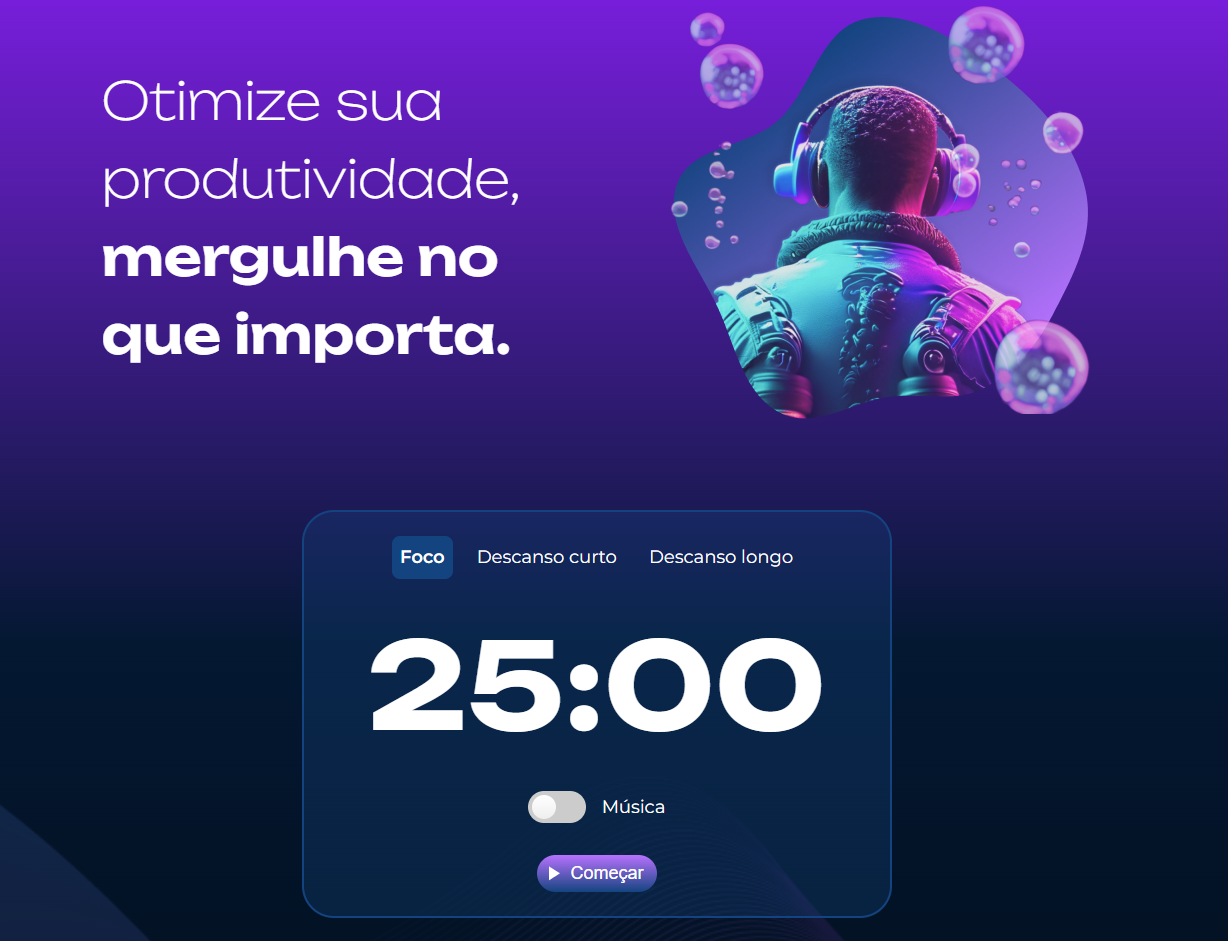 Otimize sua
produtividade,
mergulhe no
que importa.
Foco Descanso curto Descanso longo
25:00
Música
Começar